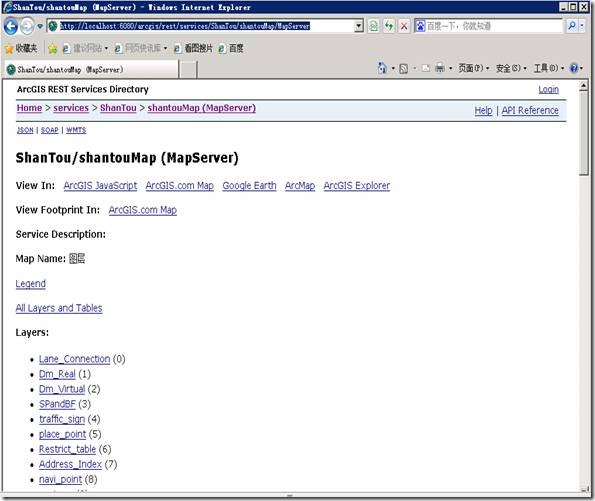 ShanTou/shantouMap (MapServer) - Windows Internet Explorer
http://localhost:6080/arcgis/rest/services/ShanTou/shantouMap/MapServer
百度一下，你就知道
收藏夹 建议网站 网页快讯库 看图搜片 百度
ShanTou/shantouMap (MapServer)
页面(P) 安全(S) 工具(O)
ArcGIS REST Services Directory Login
Home > services > ShanTou > shantouMap (MapServer) Help | API Reference
JSON | SOAP | WMTS
ShanTou/shantouMap (MapServer)
View In: ArcGIS JavaScript ArcGIS.com Map Google Earth ArcMap ArcGIS Explorer
View Footprint In: ArcGIS.com Map
Service Description:
Map Name: 图层
Legend
All Layers and Tables
Layers:
Lane_Connection (0)
Dm_Real (1)
Dm_Virtual (2)
SPandBF (3)
traffic_sign (4)
place_point (5)
Restrict_table (6)
Address_Index (7)
navi_point (8)